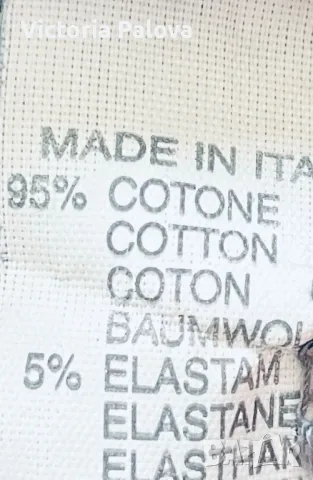 Victoria Palova
MADE IN ITA
95% COTONE
COTTON
COTON
BAUMWOL
5% ELASTAM
ELASTANE
ELASTHAN